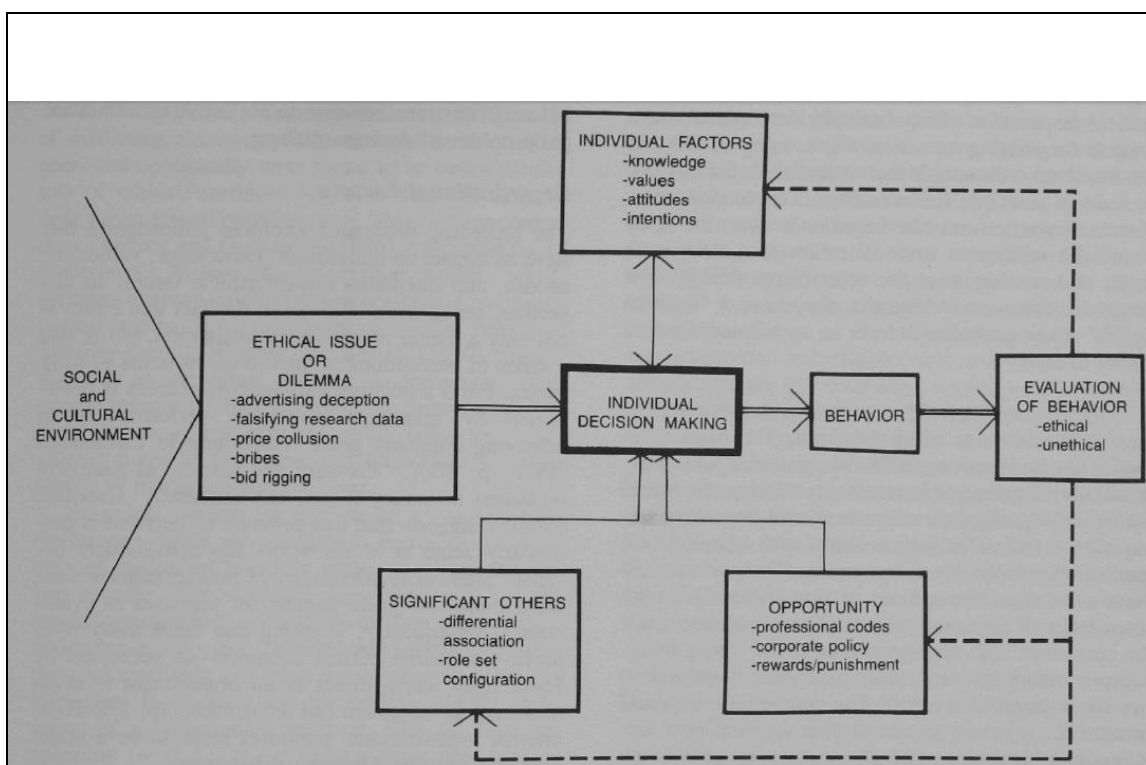 INDIVIDUAL FACTORS
-knowledge
-values
-attitudes
-intentions
SOCIAL
and
CULTURAL
ENVIRONMENT
ETHICAL ISSUE
OR
DILEMMA
-advertising deception
-falsifying research data
-price collusion
-bribes
-bid rigging
INDIVIDUAL
DECISION MAKING
BEHAVIOR
EVALUATION
OF BEHAVIOR
-ethical
-unethical
SIGNIFICANT OTHERS
-differential
association
-role set
configuration
OPPORTUNITY
-professional codes
-corporate policy
-rewards/punishment